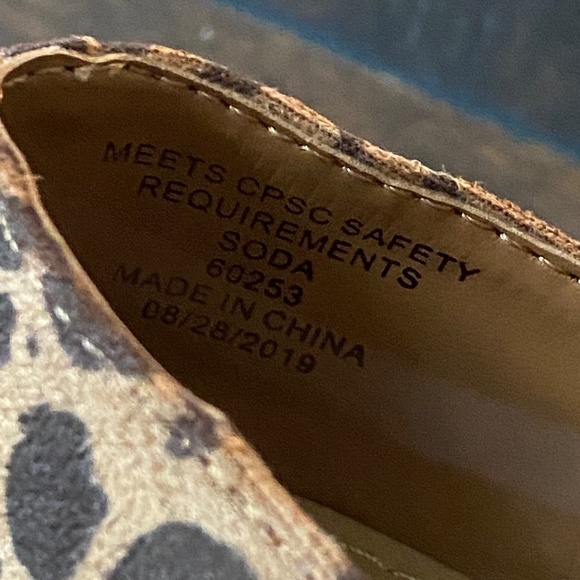 MEETS CPSC SAFETY
REQUIREMENTS
SODA
60253
MADE IN CHINA
08/28/2019